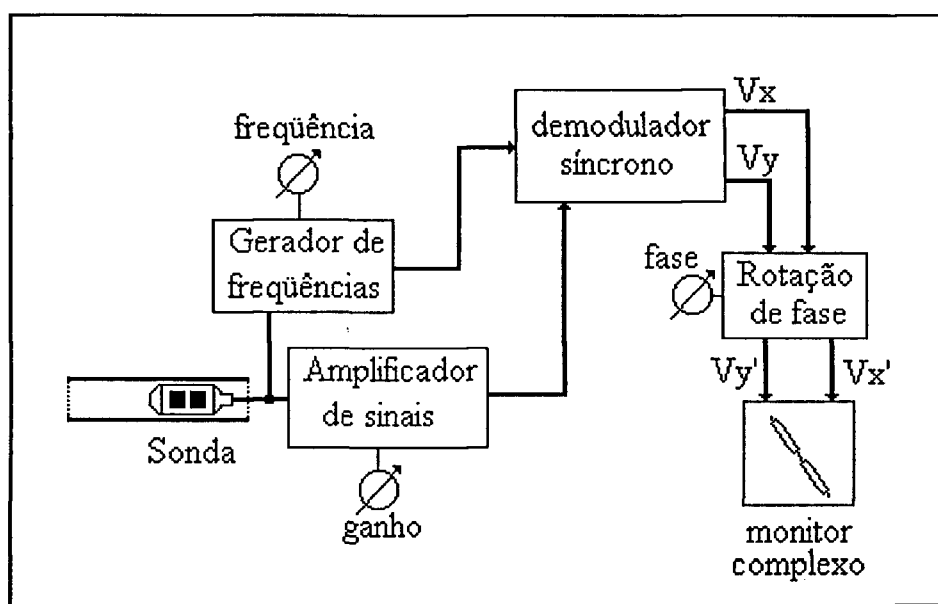 freqüência
Gerador de
freqüências
demodulador
síncrono
Vx
Vy
fase
Rotação
de fase
Vy'
Vx'
Amplificador
de sinais
Sonda
ganho
monitor
complexo